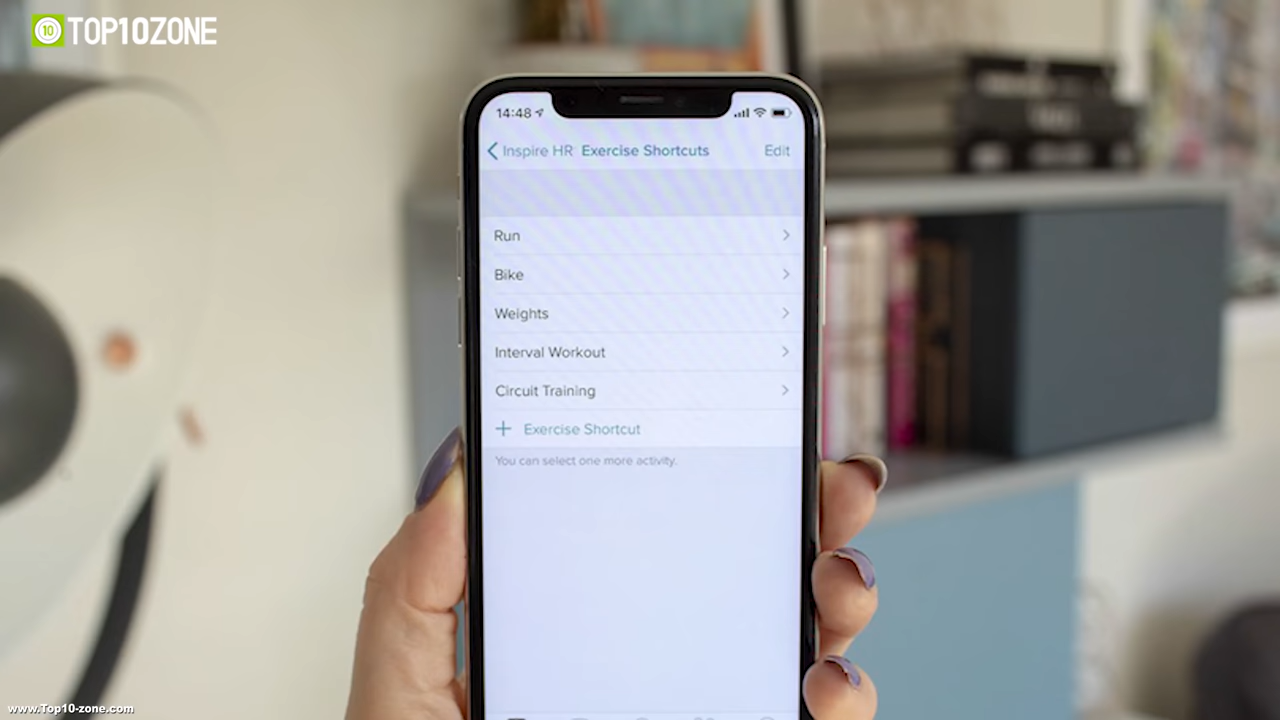 10 TOP10ZONE
14:48
Inspire HR Exercise Shortcuts Edit
Run
Bike
Weights
Interval Workout
Circuit Training
+ Exercise Shortcut
You can select one more activity.
www.Top10-zone.com